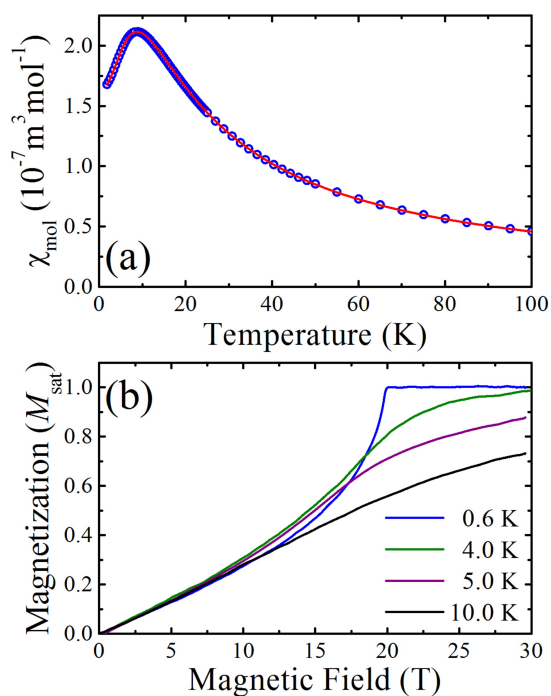 2.0
1.5
1.0
0.5
0.0
χmol (10⁻⁷ m³ mol⁻¹)
(a)
0 20 40 60 80 100
Temperature (K)
1.0
0.8
0.6
0.4
0.2
0.0
Magnetization (Msat)
(b)
0.6 K
4.0 K
5.0 K
10.0 K
0 5 10 15 20 25 30
Magnetic Field (T)